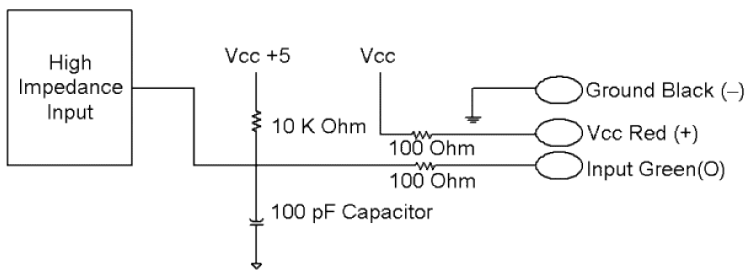 High
Impedance
Input
Vcc +5
Vcc
10 K Ohm
100 Ohm
100 Ohm
100 pF Capacitor
Ground Black (–)
Vcc Red (+)
Input Green(O)